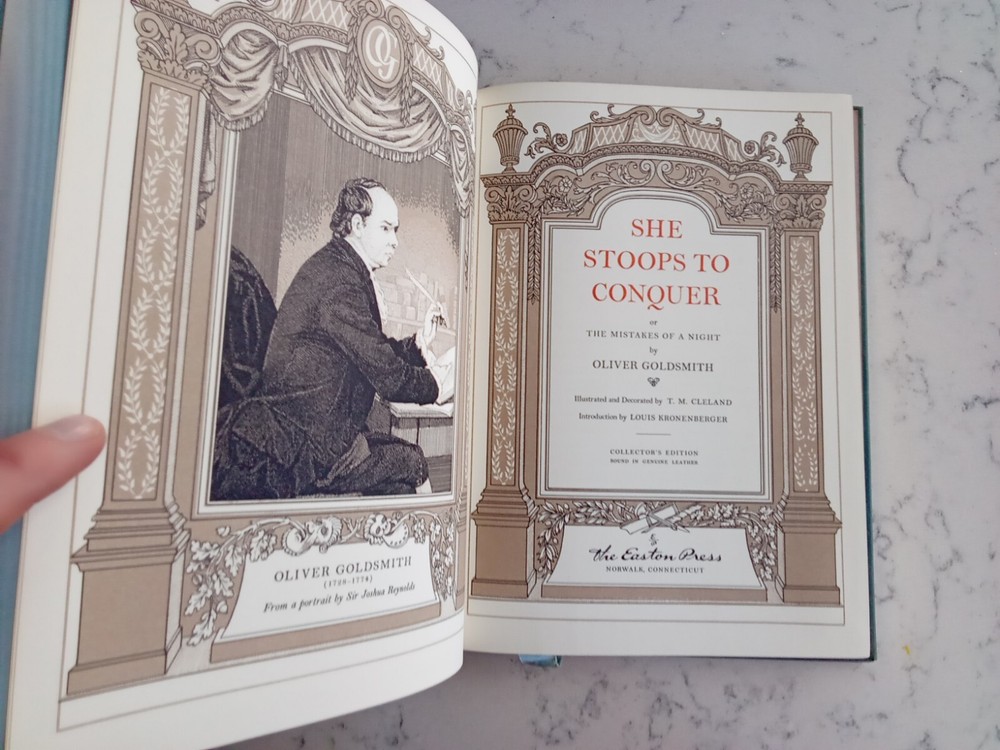 OG
OLIVER GOLDSMITH
(1728–1774)
From a portrait by Sir Joshua Reynolds
SHE
STOOPS TO
CONQUER
or
THE MISTAKES OF A NIGHT
by
OLIVER GOLDSMITH
Illustrated and Decorated by T. M. CLELAND
Introduction by LOUIS KRONENBERGER
COLLECTOR'S EDITION
BOUND IN GENUINE LEATHER
The Easton Press
NORWALK, CONNECTICUT